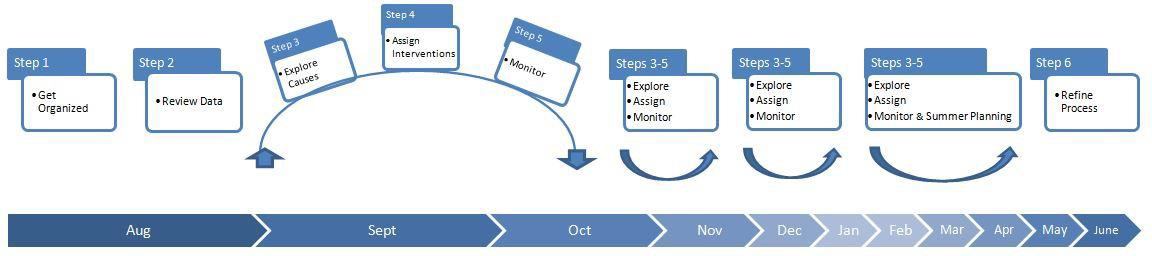 Step 1
• Get
Organized
Step 2
• Review Data
Step 3
• Explore
Causes
Step 4
• Assign
Interventions
Step 5
• Monitor
Steps 3-5
• Explore
• Assign
• Monitor
Steps 3-5
• Explore
• Assign
• Monitor
Steps 3-5
• Explore
• Assign
• Monitor & Summer Planning
Step 6
• Refine
Process
Aug
Sept
Oct
Nov
Dec
Jan
Feb
Mar
Apr
May
June